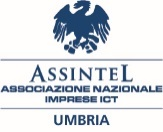 ASSINTEL
ASSOCIAZIONE NAZIONALE
IMPRESE ICT
UMBRIA